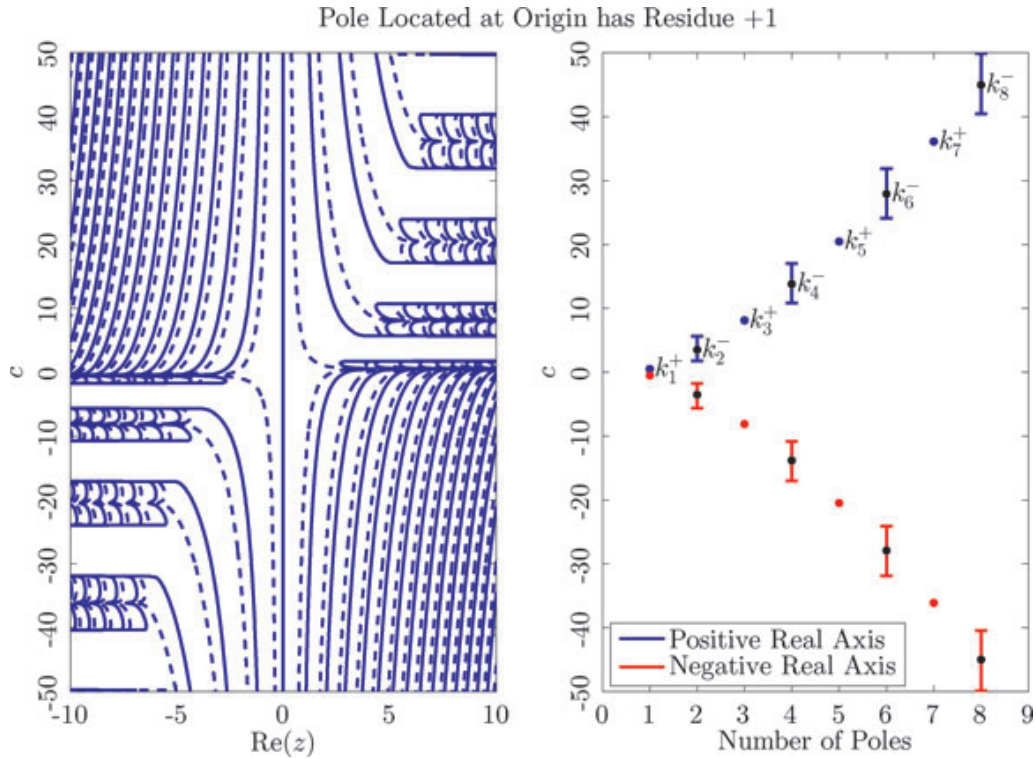 Pole Located at Origin has Residue +1
50
40
30
20
10
0
-10
-20
-30
-40
-50
c
-10
-5
0
5
10
Re(z)
50
40
30
20
10
0
-10
-20
-30
-40
-50
c
k₁⁺
k₂⁻
k₃⁺
k₄⁻
k₅⁺
k₆⁻
k₇⁺
k₈⁻
Positive Real Axis
Negative Real Axis
0 1 2 3 4 5 6 7 8 9
Number of Poles